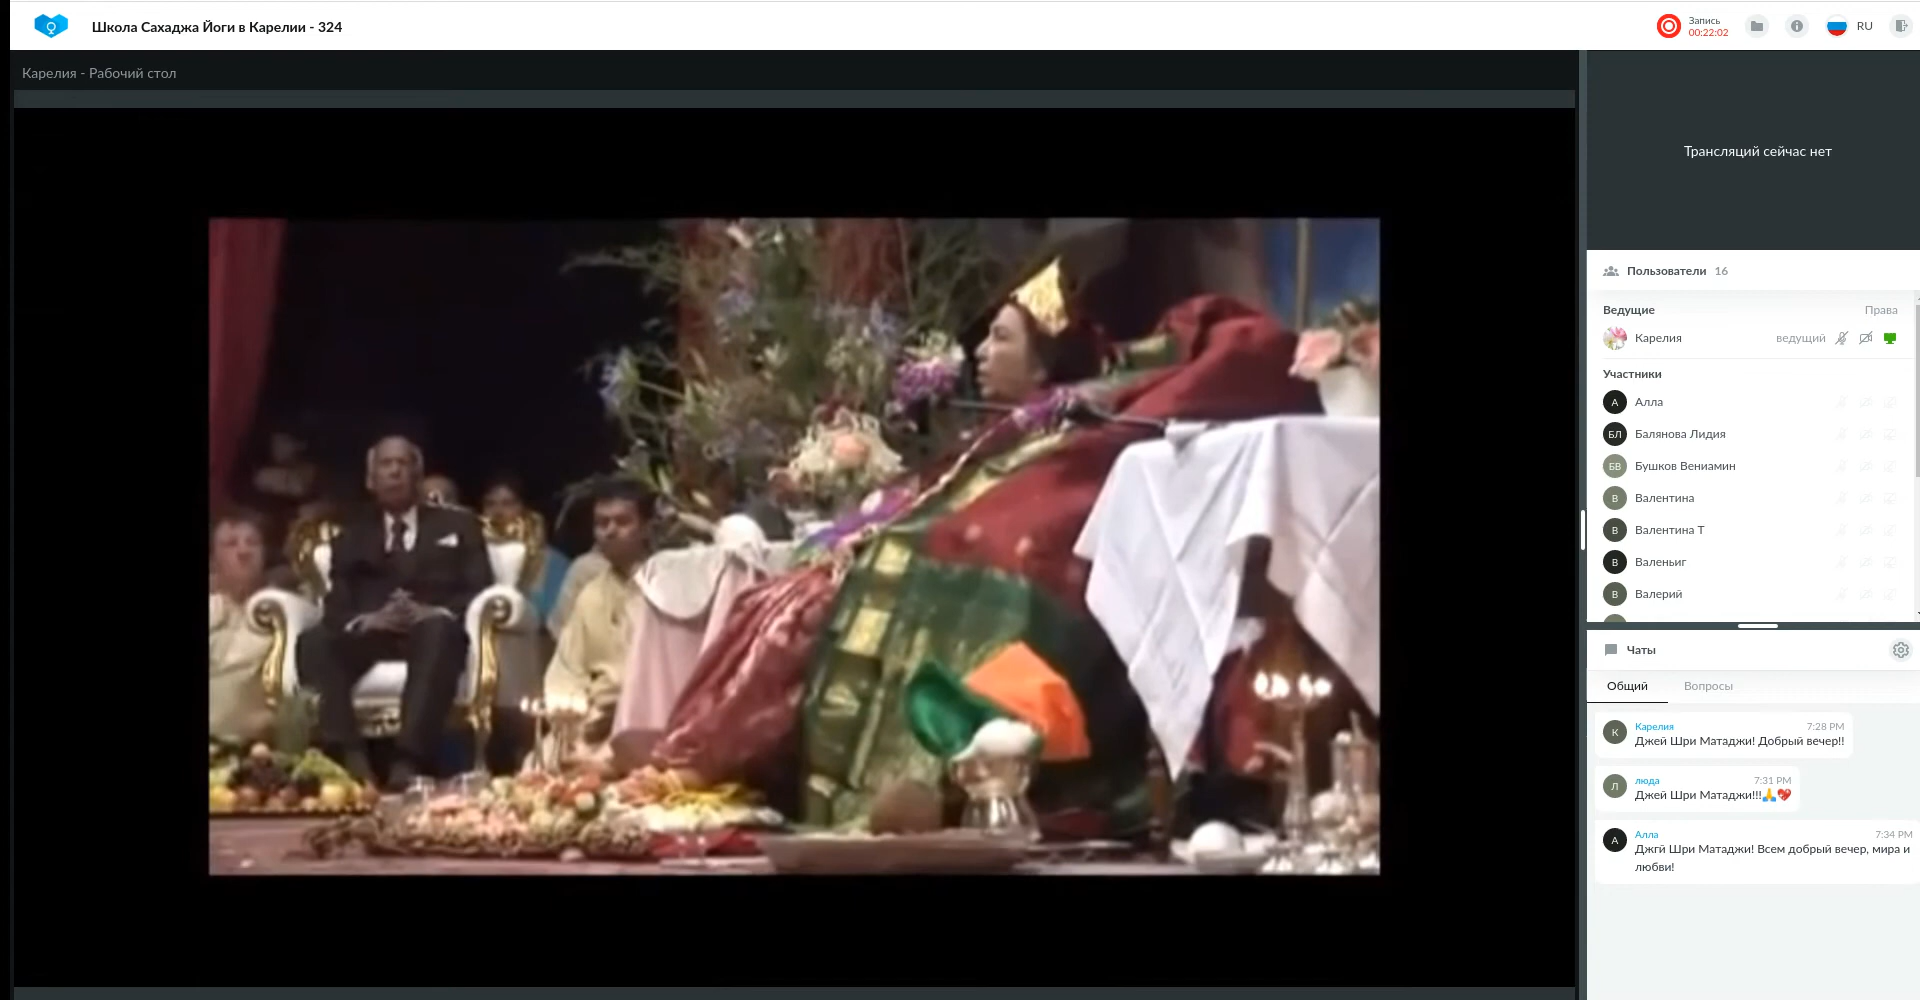 Школа Сахаджа Йоги в Карелии - 324
Запись
00:22:02
RU
Карелия - Рабочий стол
Трансляций сейчас нет
Пользователи 16
Ведущие Права
Карелия ведущий
Участники
А Алла
БЛ Балянова Лидия
БВ Бушков Вениамин
В Валентина
В Валентина Т
В Валеньиг
В Валерий
Чаты
Общий Вопросы
К Карелия 7:28 PM
Джей Шри Матаджи! Добрый вечер!!
Л люда 7:31 PM
Джей Шри Матаджи!!!🙏💖
А Алла 7:34 PM
Джгй Шри Матаджи! Всем добрый вечер, мира и
любви!